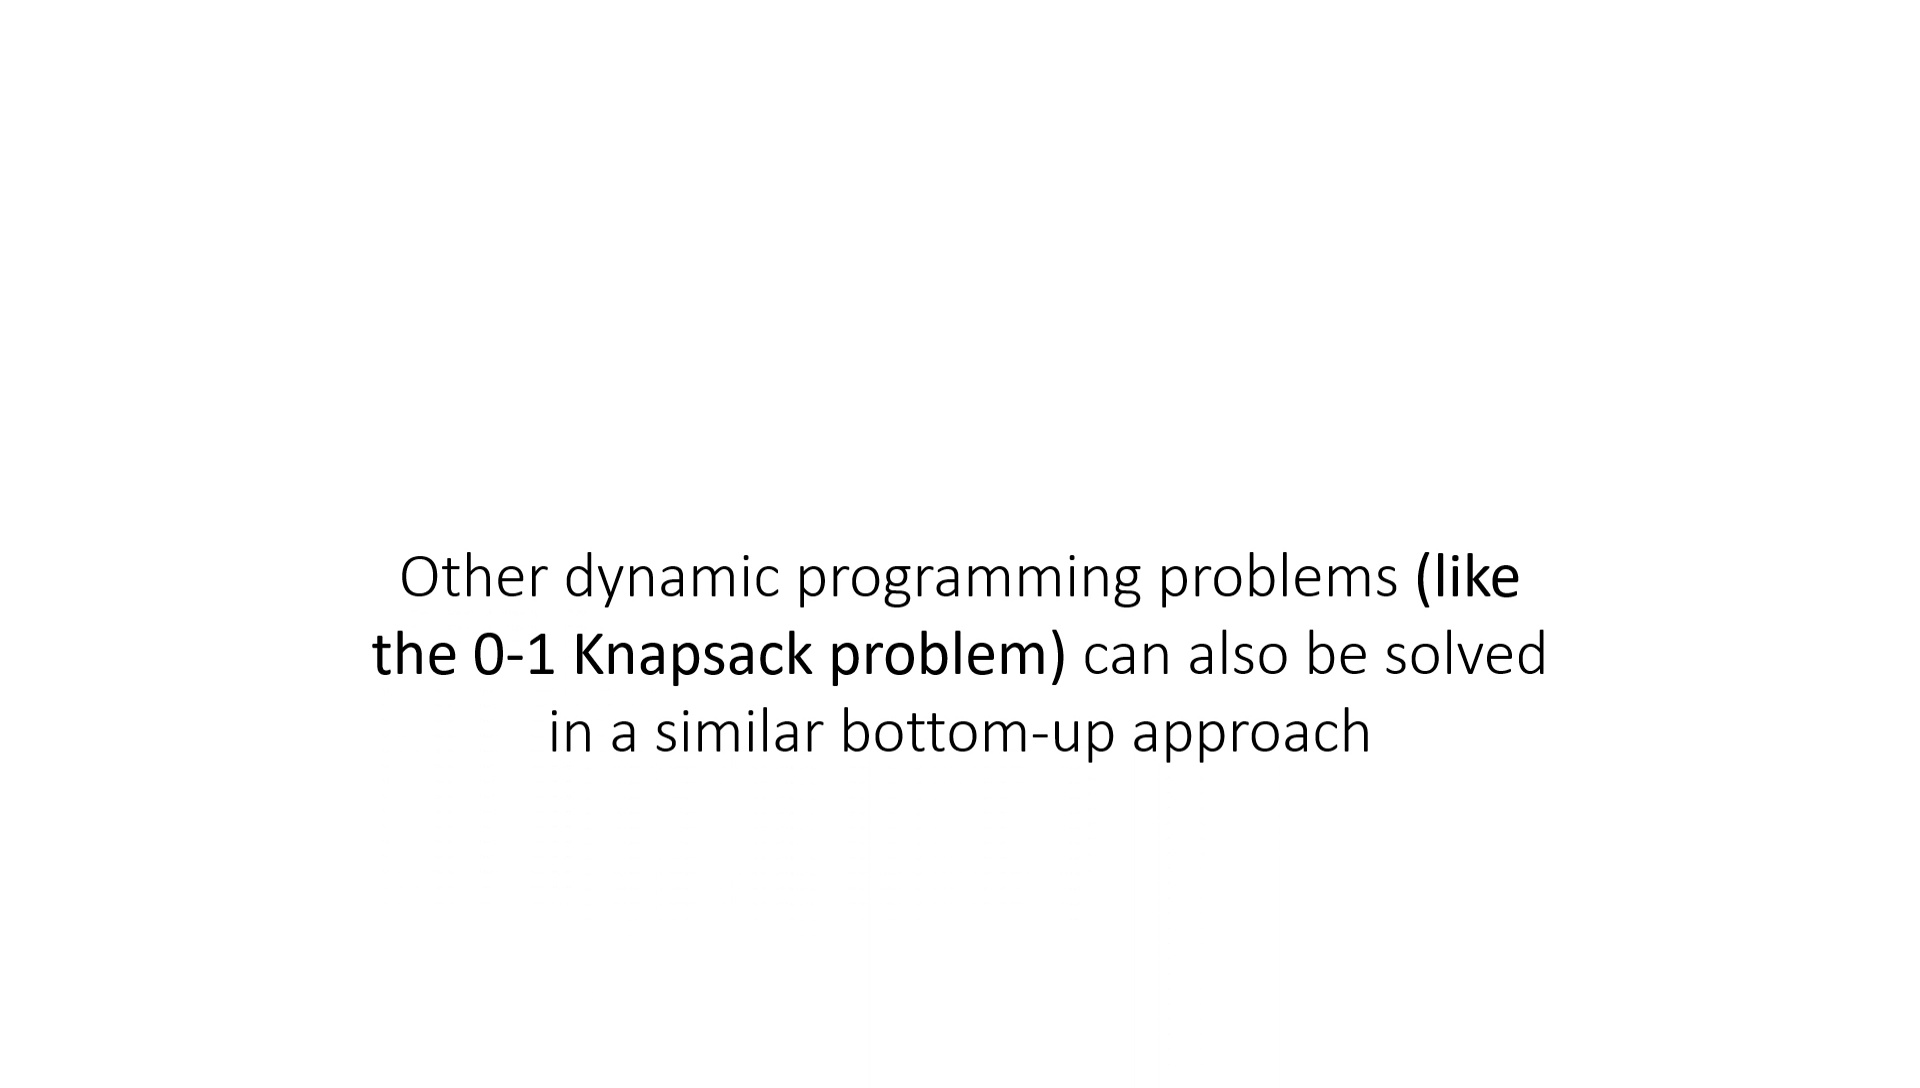 Other dynamic programming problems (like
the 0-1 Knapsack problem) can also be solved
in a similar bottom-up approach